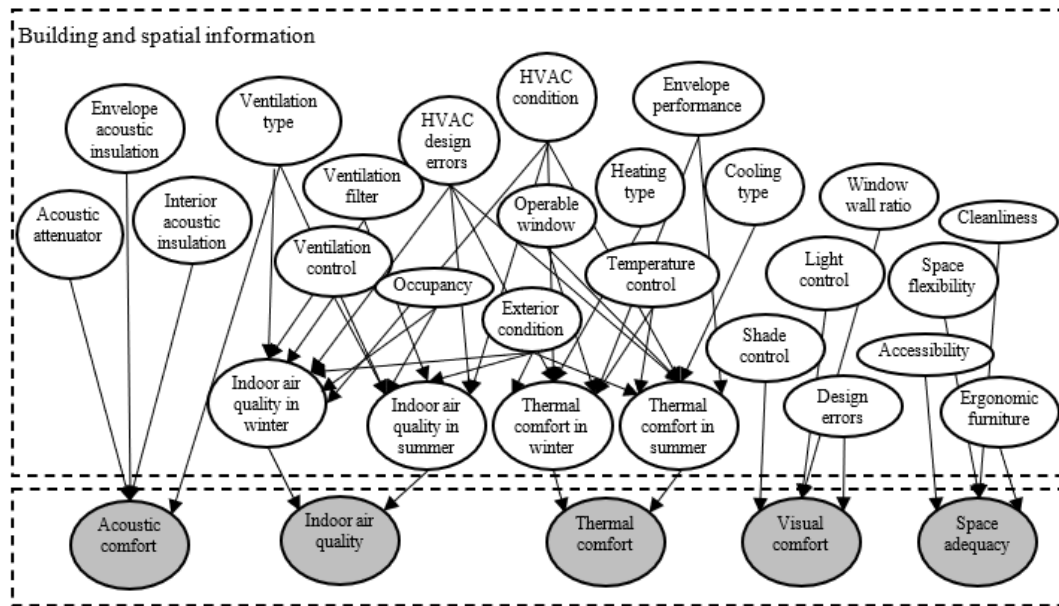 Building and spatial information
Envelope
acoustic
insulation
Ventilation
type
HVAC
design
errors
HVAC
condition
Envelope
performance
Acoustic
attenuator
Interior
acoustic
insulation
Ventilation
filter
Operable
window
Heating
type
Cooling
type
Window
wall ratio
Cleanliness
Ventilation
control
Occupancy
Exterior
condition
Temperature
control
Light
control
Space
flexibility
Shade
control
Accessibility
Indoor air
quality in
winter
Indoor air
quality in
summer
Thermal
comfort in
winter
Thermal
comfort in
summer
Design
errors
Ergonomic
furniture
Acoustic
comfort
Indoor air
quality
Thermal
comfort
Visual
comfort
Space
adequacy